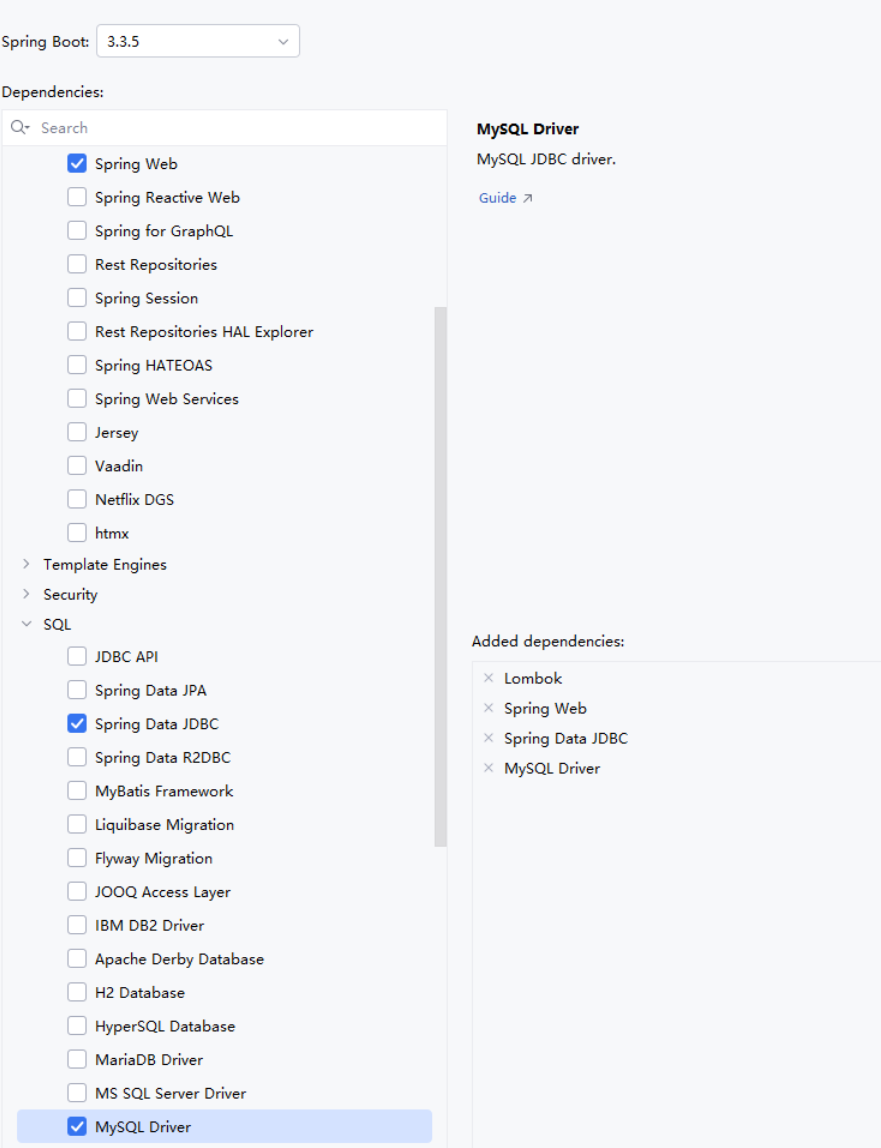 Spring Boot: 3.3.5
Dependencies:
Search
Spring Web
Spring Reactive Web
Spring for GraphQL
Rest Repositories
Spring Session
Rest Repositories HAL Explorer
Spring HATEOAS
Spring Web Services
Jersey
Vaadin
Netflix DGS
htmx
Template Engines
Security
SQL
JDBC API
Spring Data JPA
Spring Data JDBC
Spring Data R2DBC
MyBatis Framework
Liquibase Migration
Flyway Migration
JOOQ Access Layer
IBM DB2 Driver
Apache Derby Database
H2 Database
HyperSQL Database
MariaDB Driver
MS SQL Server Driver
MySQL Driver
MySQL Driver
MySQL JDBC driver.
Guide ↗
Added dependencies:
× Lombok
× Spring Web
× Spring Data JDBC
× MySQL Driver